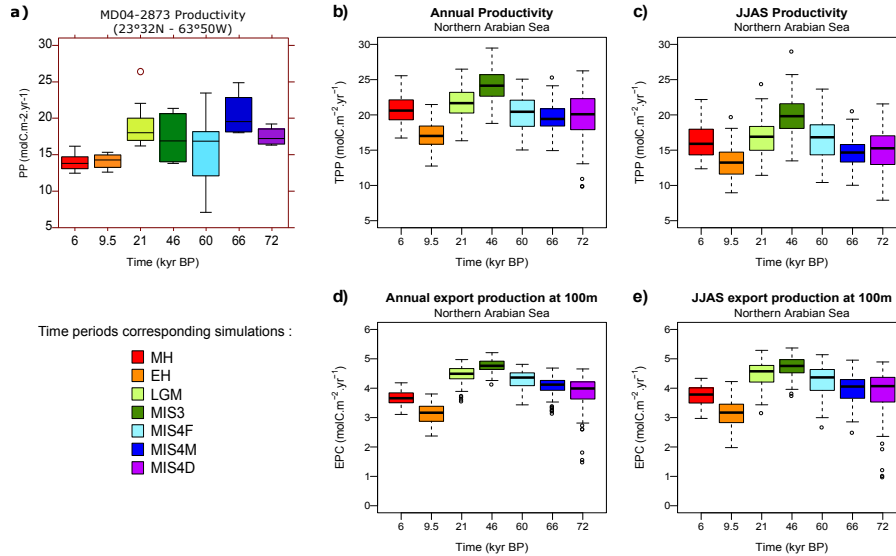 a)
MD04-2873 Productivity
(23°32N - 63°50W)
PP (molC.m-2.yr-1)
30
25
20
15
10
5
6 9.5 21 46 60 66 72
Time (kyr BP)
b)
Annual Productivity
Northern Arabian Sea
TPP (molC.m−2.yr−1)
30
25
20
15
10
5
6 9.5 21 46 60 66 72
Time (kyr BP)
c)
JJAS Productivity
Northern Arabian Sea
TPP (molC.m−2.yr−1)
30
25
20
15
10
5
6 9.5 21 46 60 66 72
Time (kyr BP)
Time periods corresponding simulations :
MH
EH
LGM
MIS3
MIS4F
MIS4M
MIS4D
d)
Annual export production at 100m
Northern Arabian Sea
EPC (molC.m−2.yr−1)
6
5
4
3
2
1
0
6 9.5 21 46 60 66 72
Time (kyr BP)
e)
JJAS export production at 100m
Northern Arabian Sea
EPC (molC.m−2.yr−1)
6
5
4
3
2
1
0
6 9.5 21 46 60 66 72
Time (kyr BP)